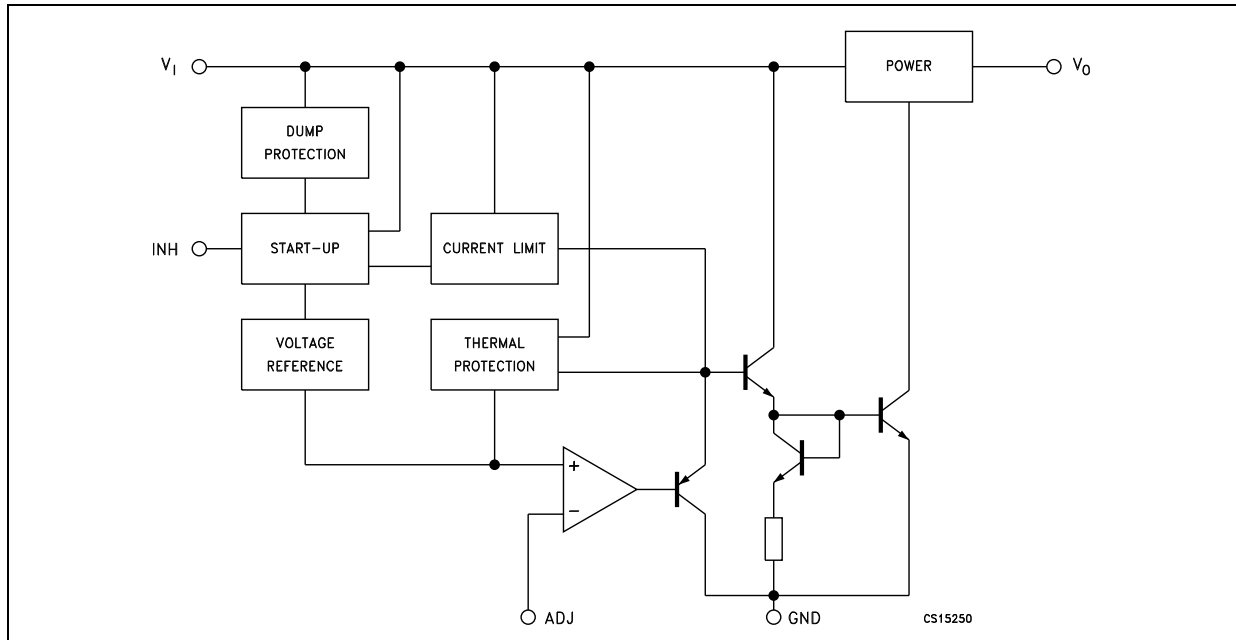 V_I
POWER
V_O
DUMP
PROTECTION
INH
START-UP
CURRENT LIMIT
VOLTAGE
REFERENCE
THERMAL
PROTECTION
+
−
ADJ
GND
CS15250